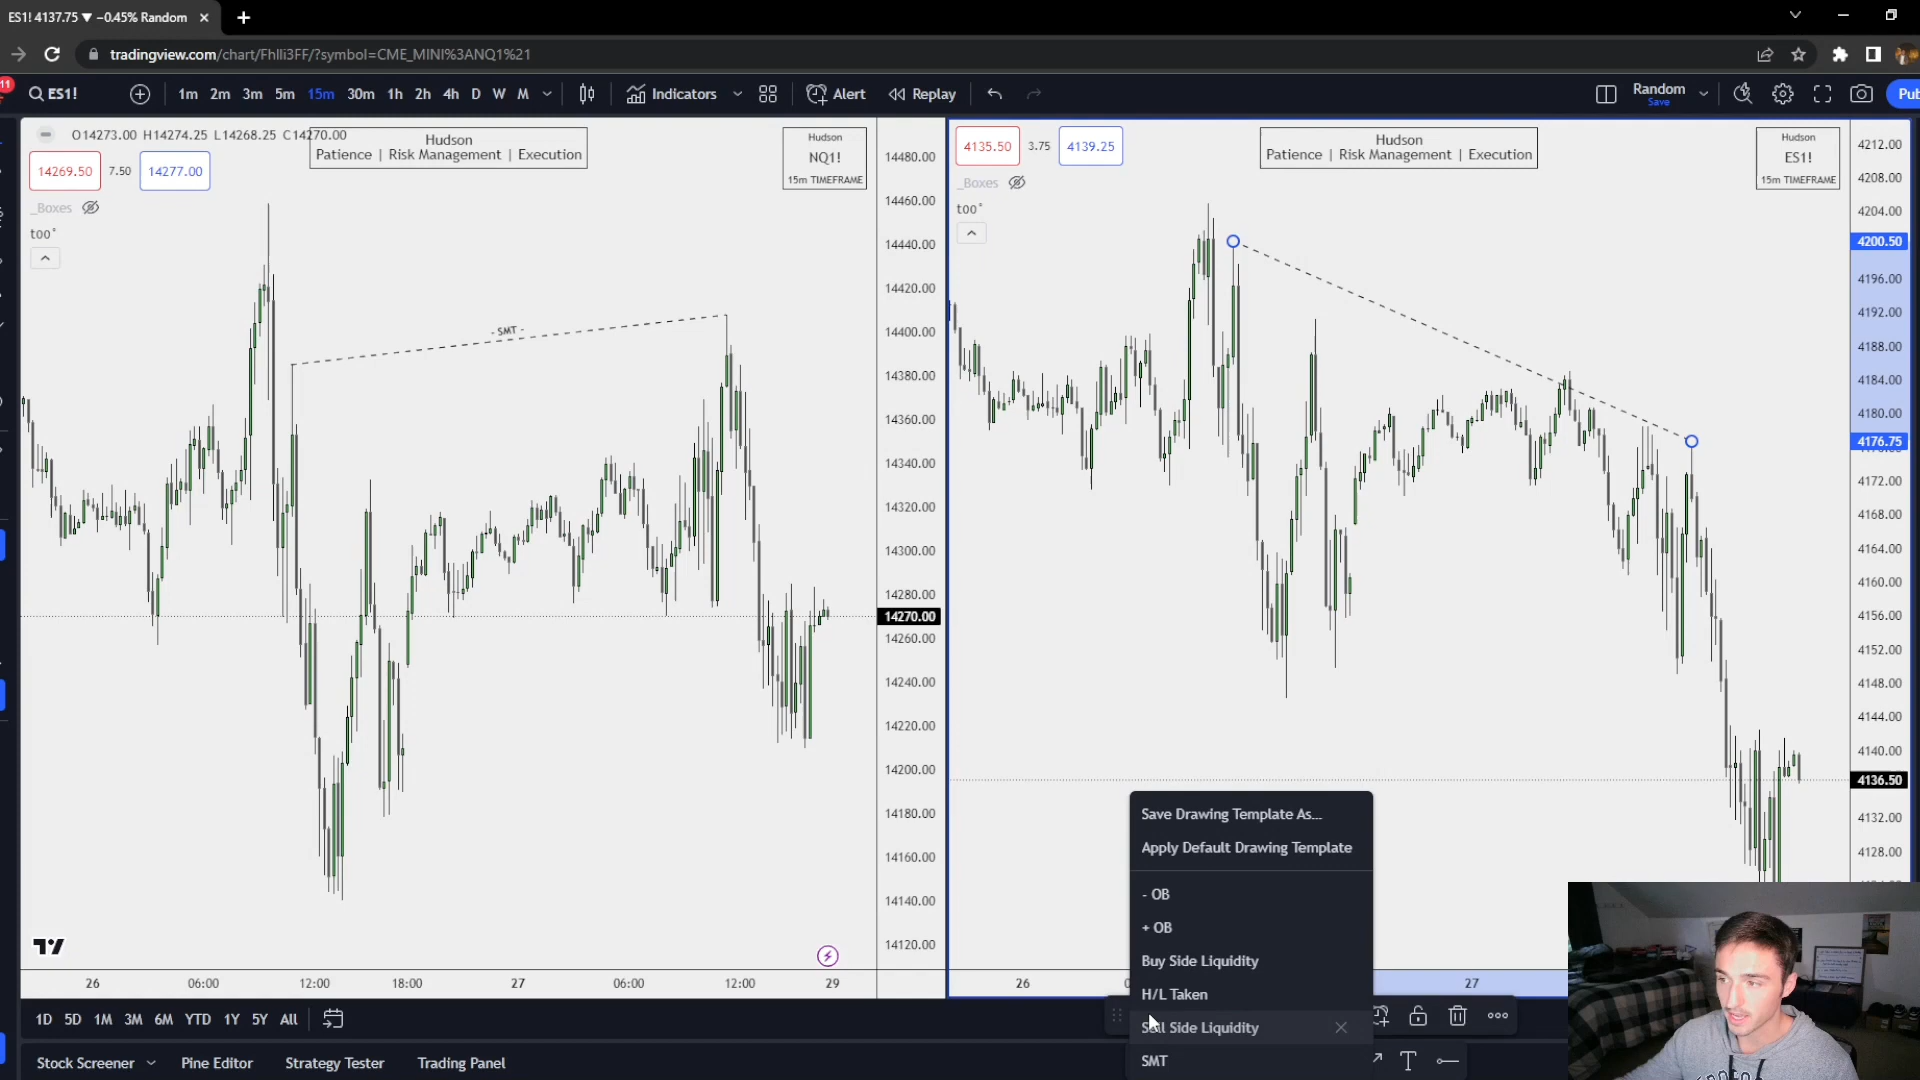 ES1! 4137.75 ▼ −0.45% Random
tradingview.com/chart/Fhlli3FF/?symbol=CME_MINI%3ANQ1%21
11
ES1!
1m 2m 3m 5m 15m 30m 1h 2h 4h D W M
Indicators
Alert
Replay
Random
Save
Pub
O14273.00 H14274.25 L14268.25 C14270.00
Hudson
Patience | Risk Management | Execution
Hudson
NQ1!
15m TIMEFRAME
14269.50 7.50 14277.00
_Boxes
too°
- SMT -
14480.00
14460.00
14440.00
14420.00
14400.00
14380.00
14360.00
14340.00
14320.00
14300.00
14280.00
14270.00
14260.00
14240.00
14220.00
14200.00
14180.00
14160.00
14140.00
14120.00
26 06:00 12:00 18:00 27 06:00 12:00 29
4135.50 3.75 4139.25
_Boxes
too°
Hudson
Patience | Risk Management | Execution
Hudson
ES1!
15m TIMEFRAME
4212.00
4208.00
4204.00
4200.50
4196.00
4192.00
4188.00
4184.00
4180.00
4176.75
4172.00
4168.00
4164.00
4160.00
4156.00
4152.00
4148.00
4144.00
4140.00
4136.50
4132.00
4128.00
26 27
Save Drawing Template As...
Apply Default Drawing Template
- OB
+ OB
Buy Side Liquidity
H/L Taken
Sell Side Liquidity
SMT
1D 5D 1M 3M 6M YTD 1Y 5Y All
Stock Screener Pine Editor Strategy Tester Trading Panel